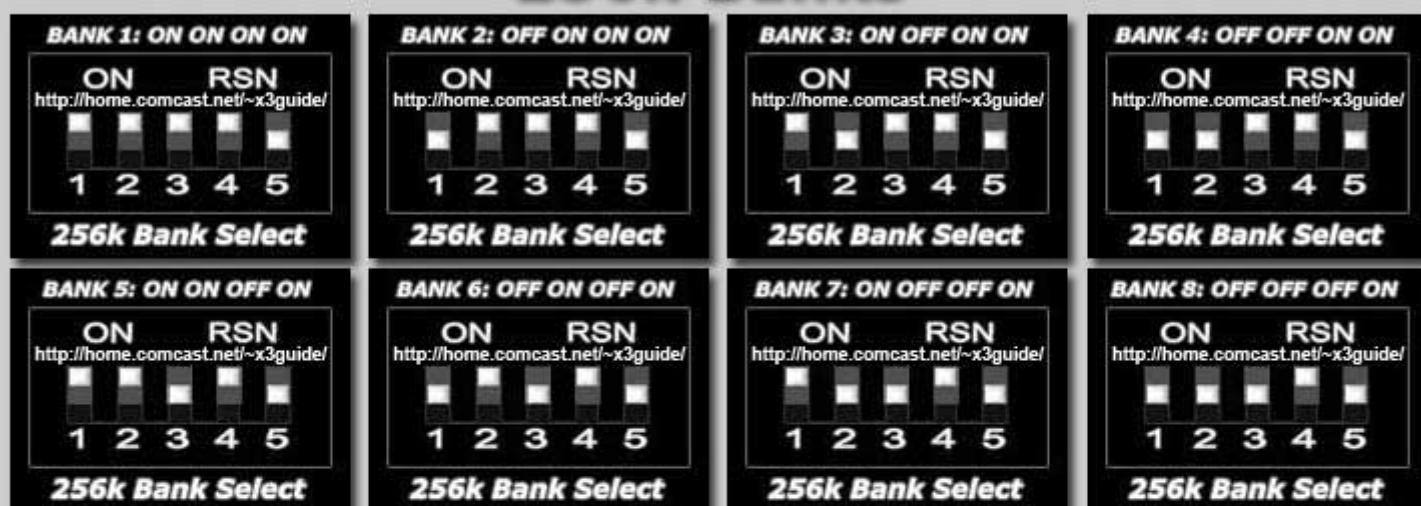 BANK 1: ON ON ON ON
ON RSN
http://home.comcast.net/~x3guide/
1 2 3 4 5
256k Bank Select
BANK 2: OFF ON ON ON
ON RSN
http://home.comcast.net/~x3guide/
1 2 3 4 5
256k Bank Select
BANK 3: ON OFF ON ON
ON RSN
http://home.comcast.net/~x3guide/
1 2 3 4 5
256k Bank Select
BANK 4: OFF OFF ON ON
ON RSN
http://home.comcast.net/~x3guide/
1 2 3 4 5
256k Bank Select
BANK 5: ON ON OFF ON
ON RSN
http://home.comcast.net/~x3guide/
1 2 3 4 5
256k Bank Select
BANK 6: OFF ON OFF ON
ON RSN
http://home.comcast.net/~x3guide/
1 2 3 4 5
256k Bank Select
BANK 7: ON OFF OFF ON
ON RSN
http://home.comcast.net/~x3guide/
1 2 3 4 5
256k Bank Select
BANK 8: OFF OFF OFF ON
ON RSN
http://home.comcast.net/~x3guide/
1 2 3 4 5
256k Bank Select